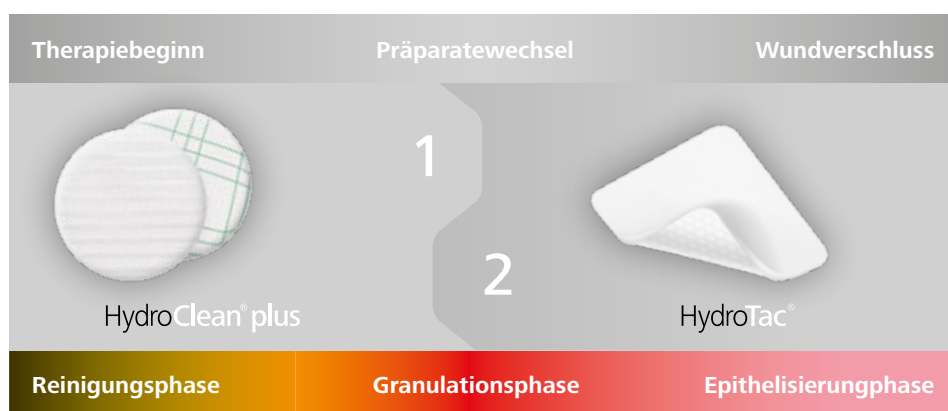 Therapiebeginn Präparatewechsel Wundverschluss
1
2
HydroClean® plus HydroTac®
Reinigungsphase Granulationsphase Epithelisierungphase